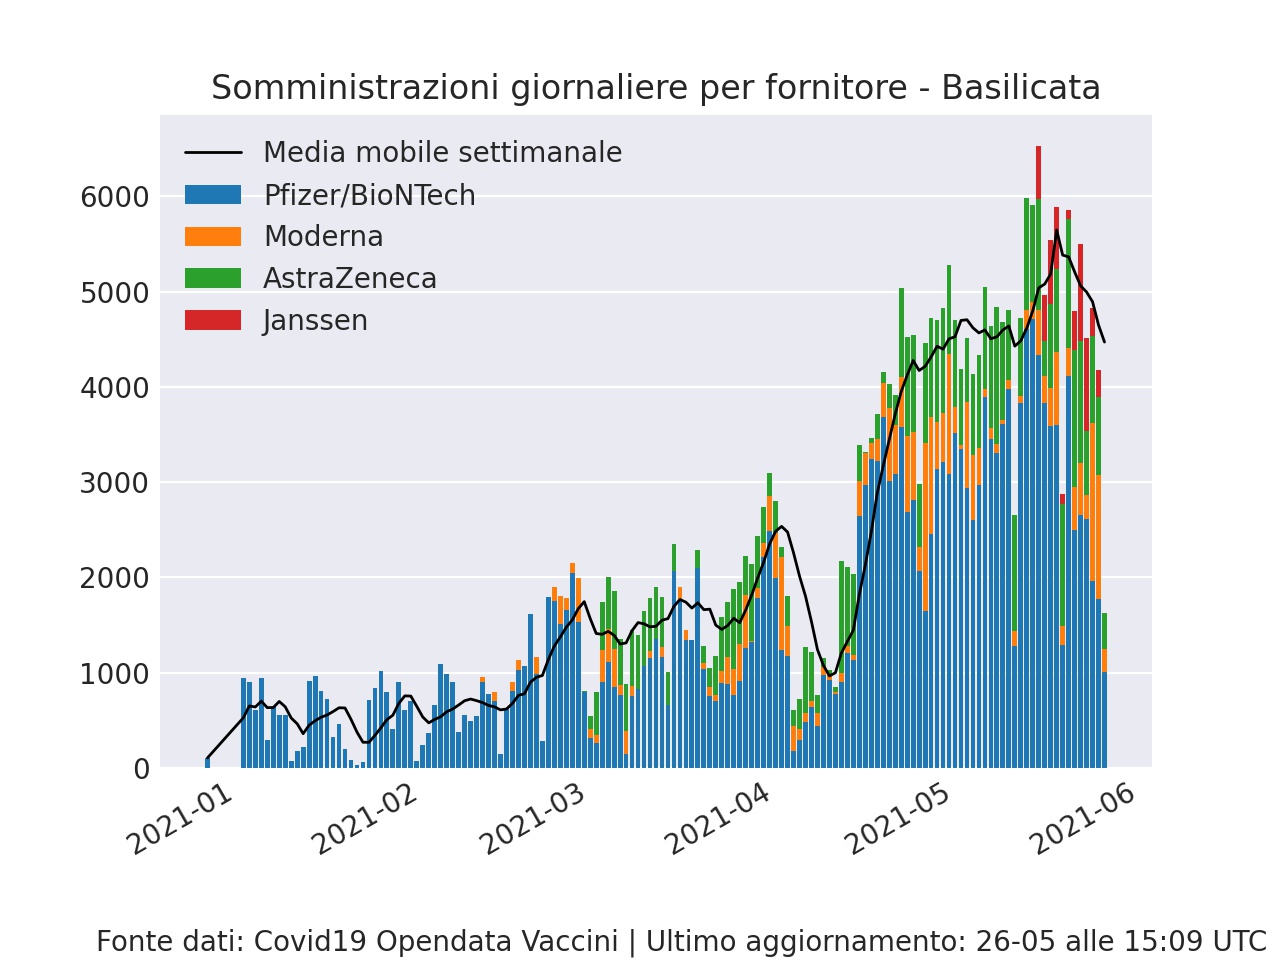 Somministrazioni giornaliere per fornitore - Basilicata
Media mobile settimanale
Pfizer/BioNTech
Moderna
AstraZeneca
Janssen
6000
5000
4000
3000
2000
1000
0
2021-01
2021-02
2021-03
2021-04
2021-05
2021-06
Fonte dati: Covid19 Opendata Vaccini | Ultimo aggiornamento: 26-05 alle 15:09 UTC